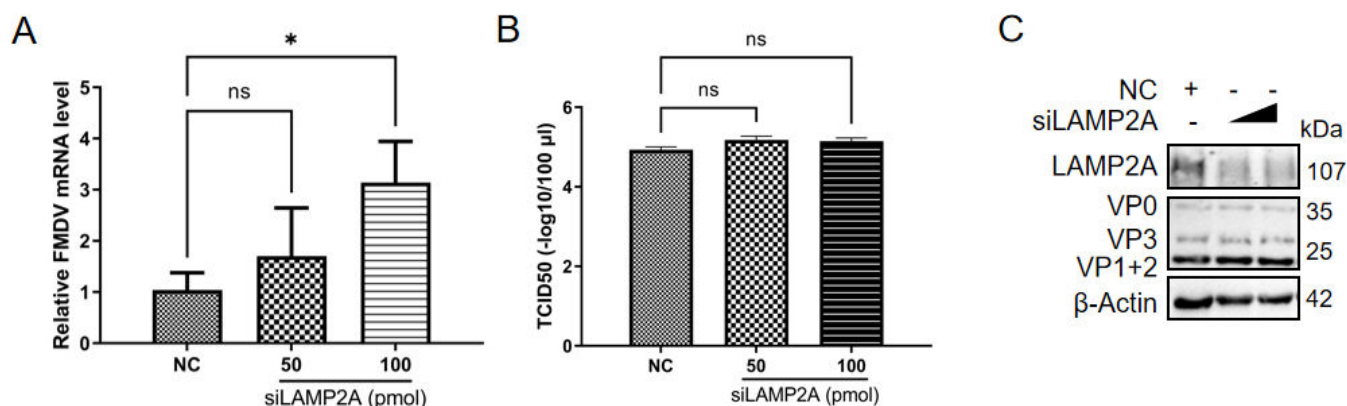 A
Relative FMDV mRNA level
5
4
3
2
1
0
*
ns
NC
50
100
siLAMP2A (pmol)
B
TCID50 (-log10/100 µl)
6
4
2
0
ns
ns
NC
50
100
siLAMP2A (pmol)
C
NC + - -
siLAMP2A -
kDa
LAMP2A 107
VP0 35
VP3 25
VP1+2
β-Actin 42